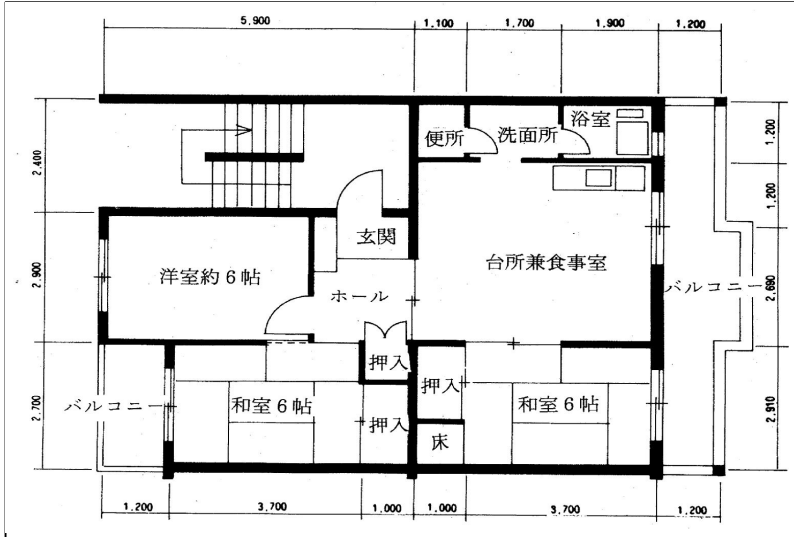 5,900
1,100
1,700
1,900
1,200
2,400
2,900
2,700
便所
洗面所
浴室
玄関
洋室約6帖
ホール
台所兼食事室
バルコニー
押入
押入
押入
バルコニー
和室6帖
和室6帖
床
1,200
1,200
2,690
2,910
1,200
3,700
1,000
1,000
3,700
1,200